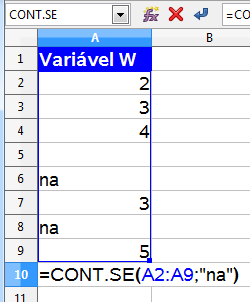 CONT.SE =CO
A B
1 Variável W
2 2
3 3
4 4
5
6 na
7 3
8 na
9 5
10 =CONT.SE(A2:A9;"na")
11